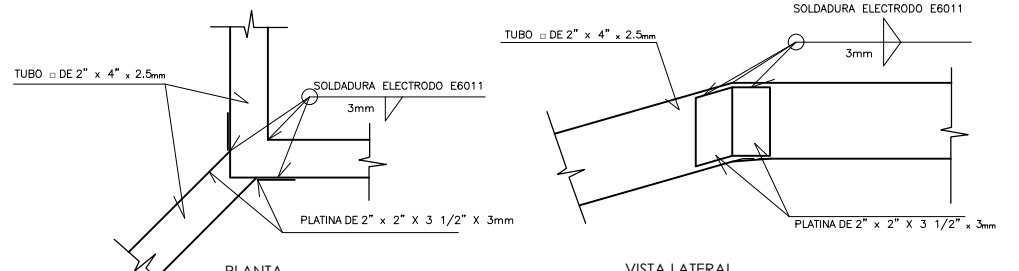 SOLDADURA ELECTRODO E6011
TUBO □ DE 2" x 4" x 2.5mm
3mm
TUBO □ DE 2" x 4" x 2.5mm
SOLDADURA ELECTRODO E6011
3mm
PLATINA DE 2" x 2" X 3 1/2" X 3mm
PLATINA DE 2" x 2" X 3 1/2" x 3mm
PLANTA
VISTA LATERAL